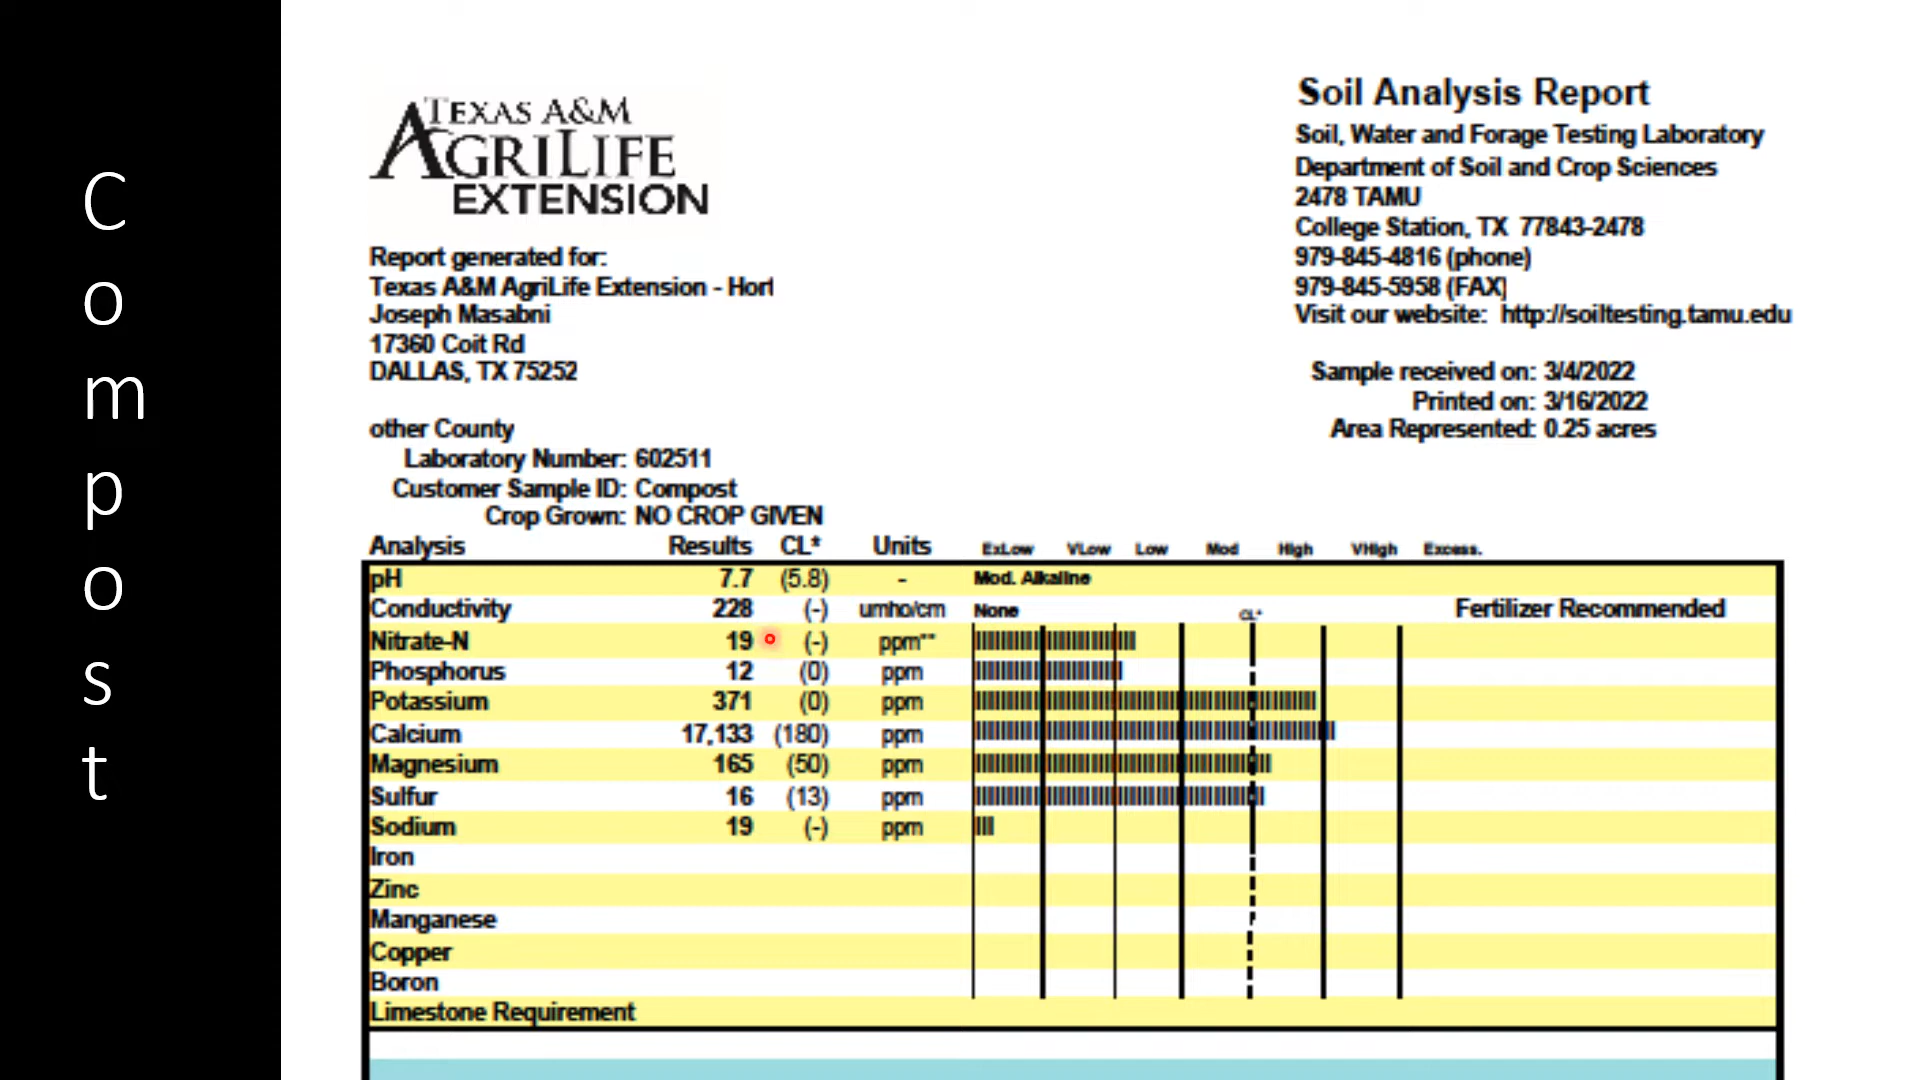 Compost
TEXAS A&M
AGRILIFE
EXTENSION
Soil Analysis Report
Soil, Water and Forage Testing Laboratory
Department of Soil and Crop Sciences
2478 TAMU
College Station, TX 77843-2478
979-845-4816 (phone)
979-845-5958 (FAX)
Visit our website: http://soiltesting.tamu.edu
Report generated for:
Texas A&M AgriLife Extension - Hort
Joseph Masabni
17360 Coit Rd
DALLAS, TX 75252
Sample received on: 3/4/2022
Printed on: 3/16/2022
Area Represented: 0.25 acres
other County
Laboratory Number: 602511
Customer Sample ID: Compost
Crop Grown: NO CROP GIVEN
Analysis Results CL* Units ExLow VLow Low Mod High VHigh Excess.
pH 7.7 (5.8) - Mod. Alkaline
Conductivity 228 (-) umho/cm None CL* Fertilizer Recommended
Nitrate-N 19 (-) ppm**
Phosphorus 12 (0) ppm
Potassium 371 (0) ppm
Calcium 17,133 (180) ppm
Magnesium 165 (50) ppm
Sulfur 16 (13) ppm
Sodium 19 (-) ppm
Iron
Zinc
Manganese
Copper
Boron
Limestone Requirement